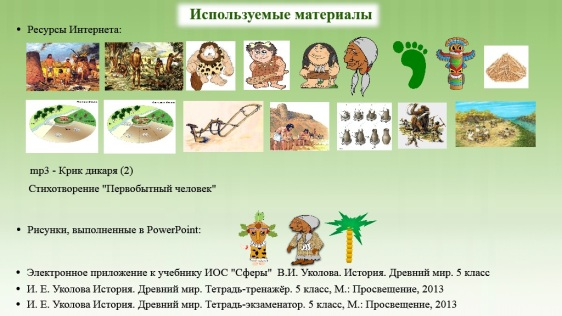 Используемые материалы
• Ресурсы Интернета:
mp3 - Крик дикаря (2)
Стихотворение "Первобытный человек"
• Рисунки, выполненные в PowerPoint:
• Электронное приложение к учебнику ИОС "Сферы" В.И. Уколова. История. Древний мир. 5 класс
• И. Е. Уколова История. Древний мир. Тетрадь-тренажёр. 5 класс, М.: Просвещение, 2013
• И. Е. Уколова История. Древний мир. Тетрадь-экзаменатор. 5 класс, М.: Просвещение, 2013